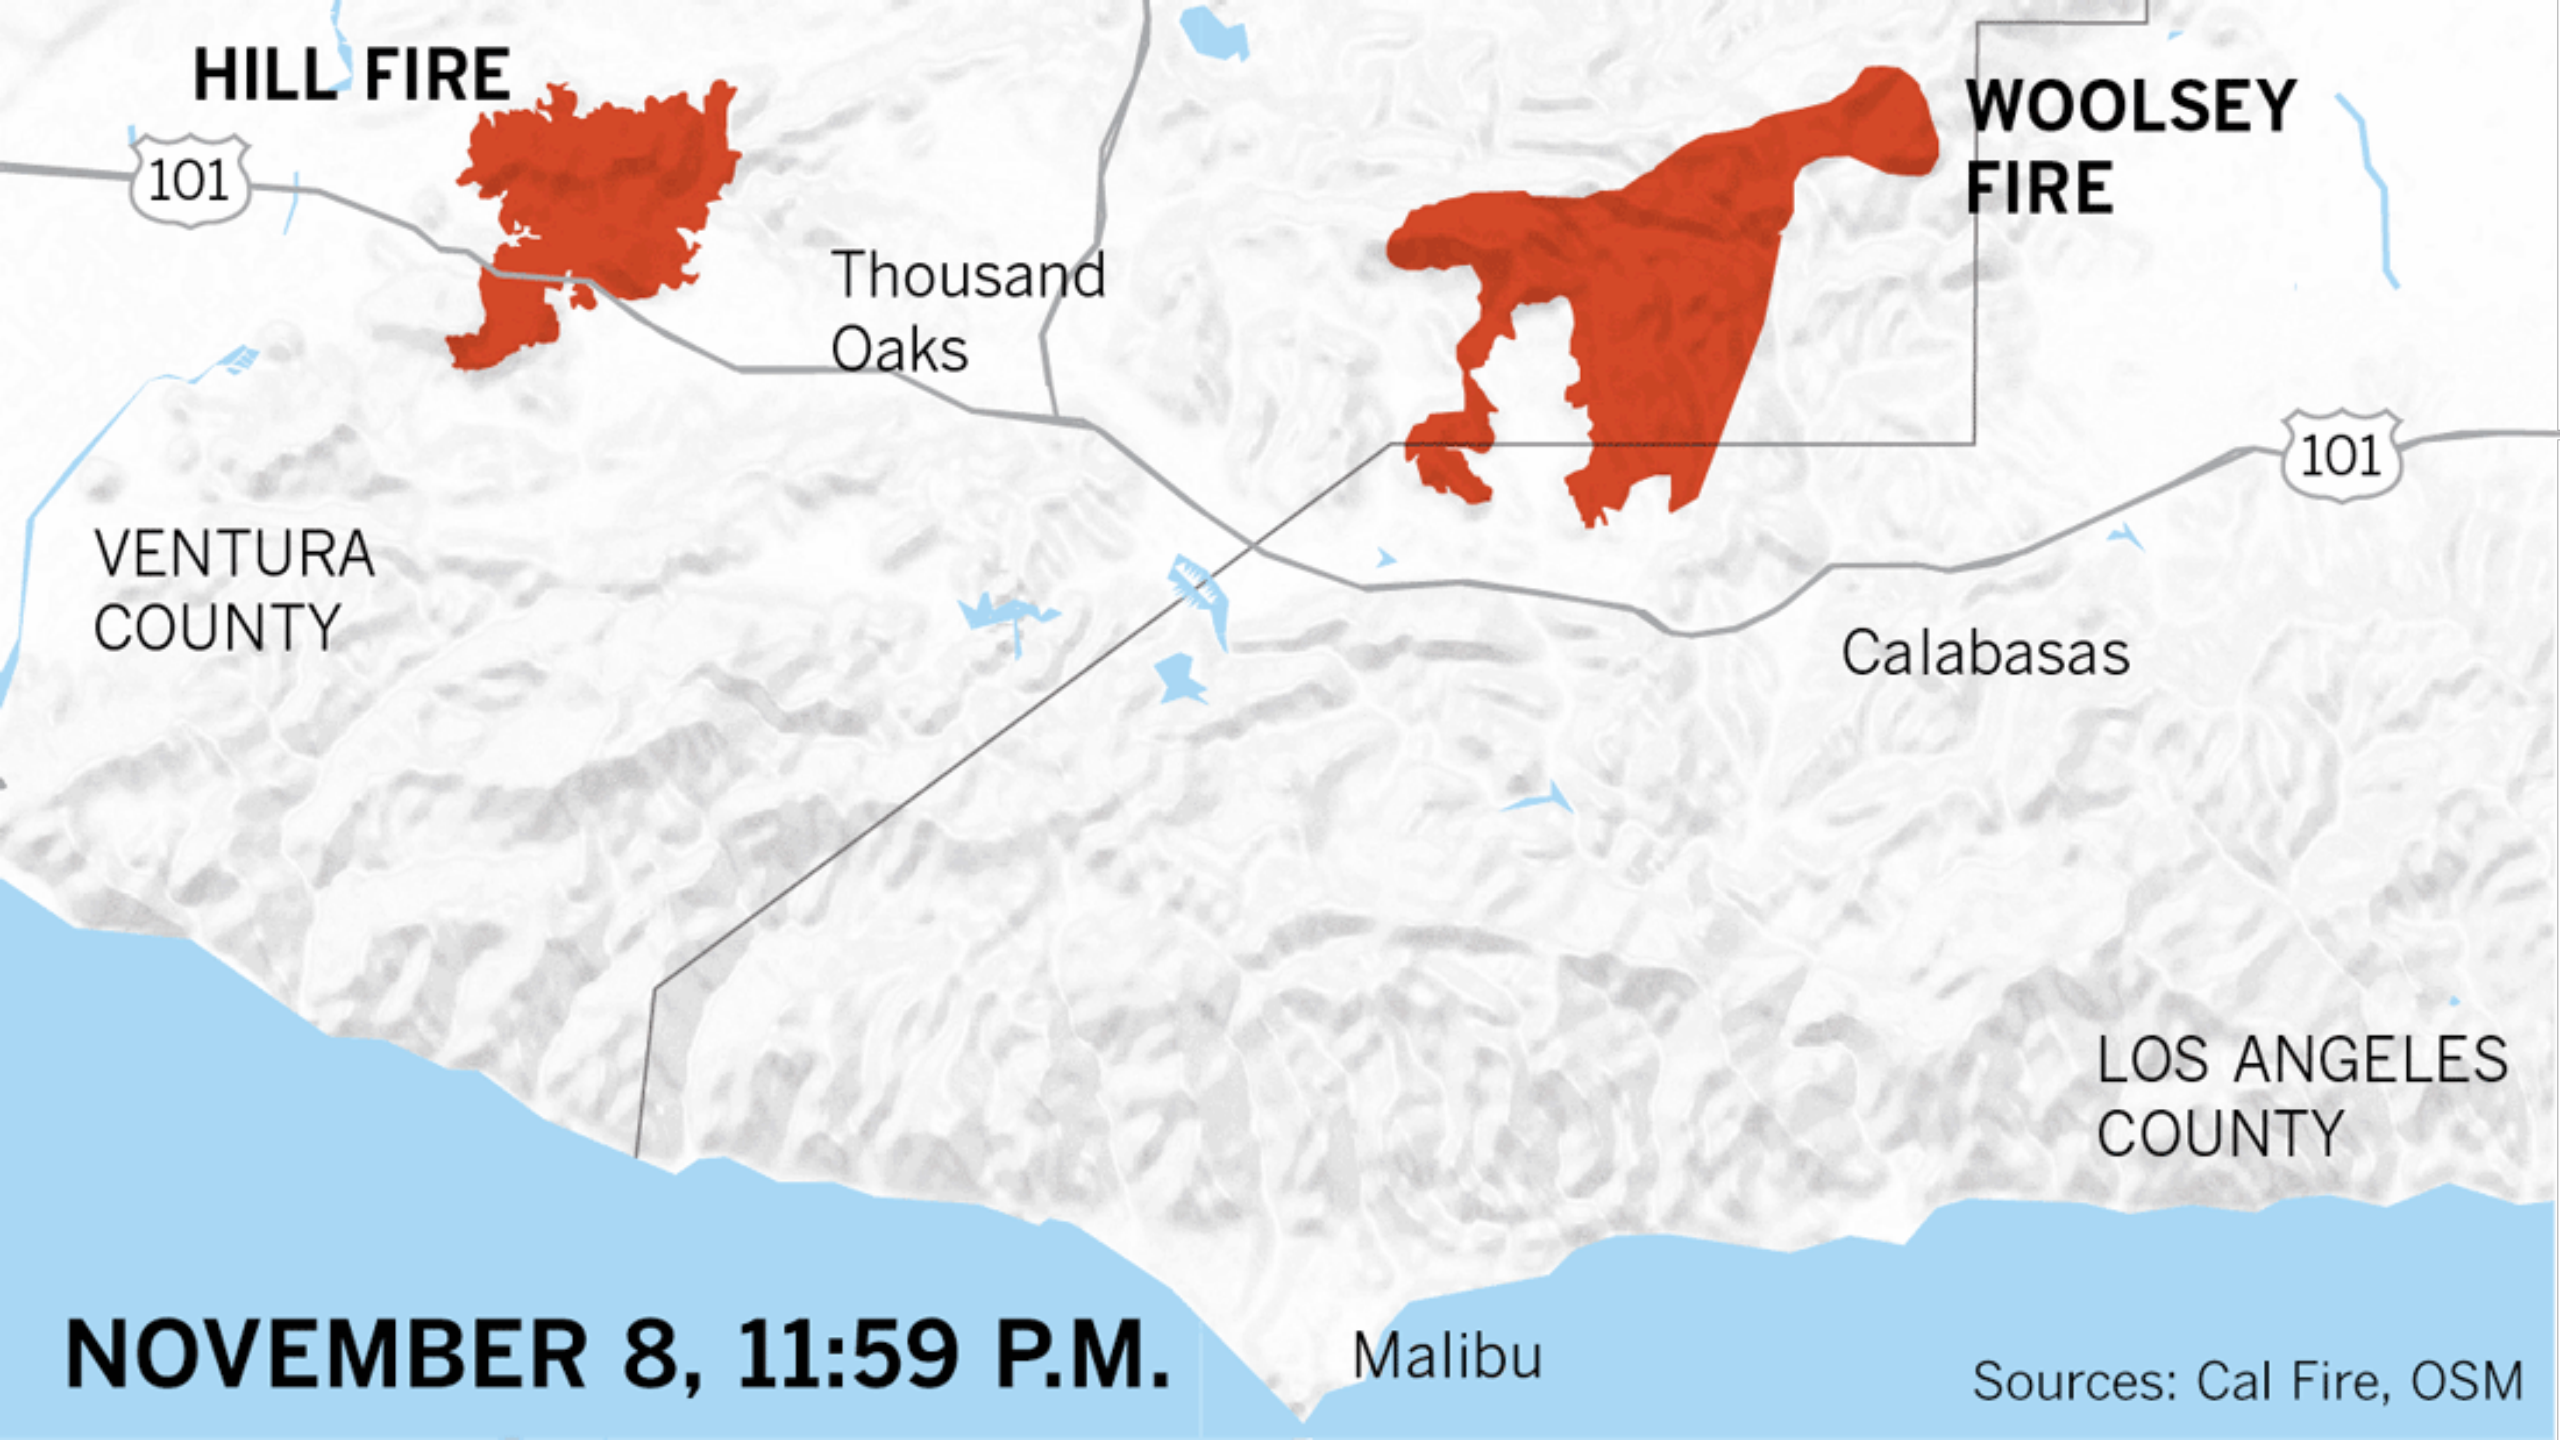 HILL FIRE
WOOLSEY
FIRE
101
Thousand
Oaks
101
VENTURA
COUNTY
Calabasas
LOS ANGELES
COUNTY
NOVEMBER 8, 11:59 P.M.
Malibu
Sources: Cal Fire, OSM